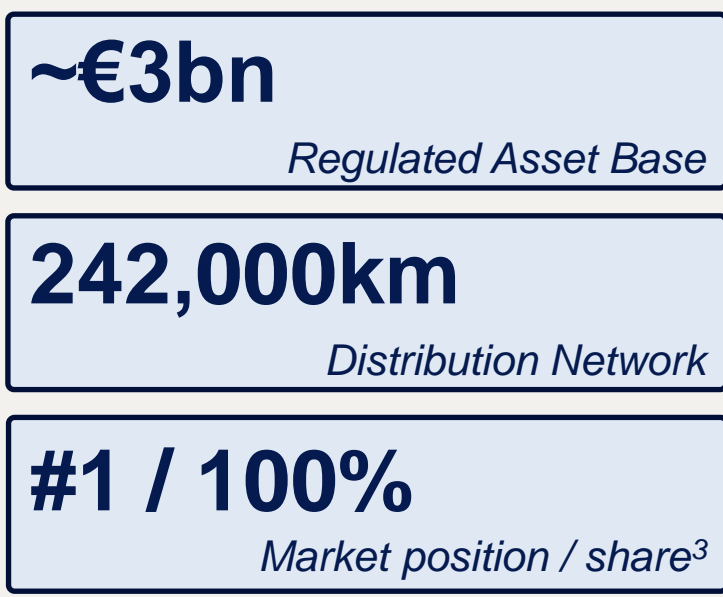 ~€3bn
Regulated Asset Base
242,000km
Distribution Network
#1 / 100%
Market position / share³